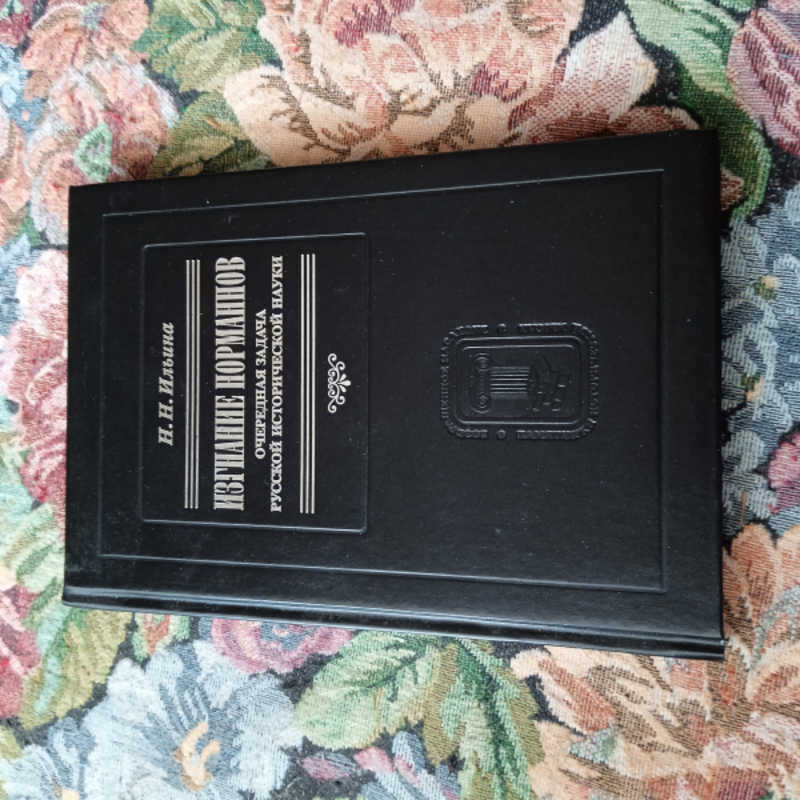 Н.Н. Ильина
ИЗГНАНИЕ НОРМАННОВ
ОЧЕРЕДНАЯ ЗАДАЧА
РУССКОЙ ИСТОРИЧЕСКОЙ НАУКИ